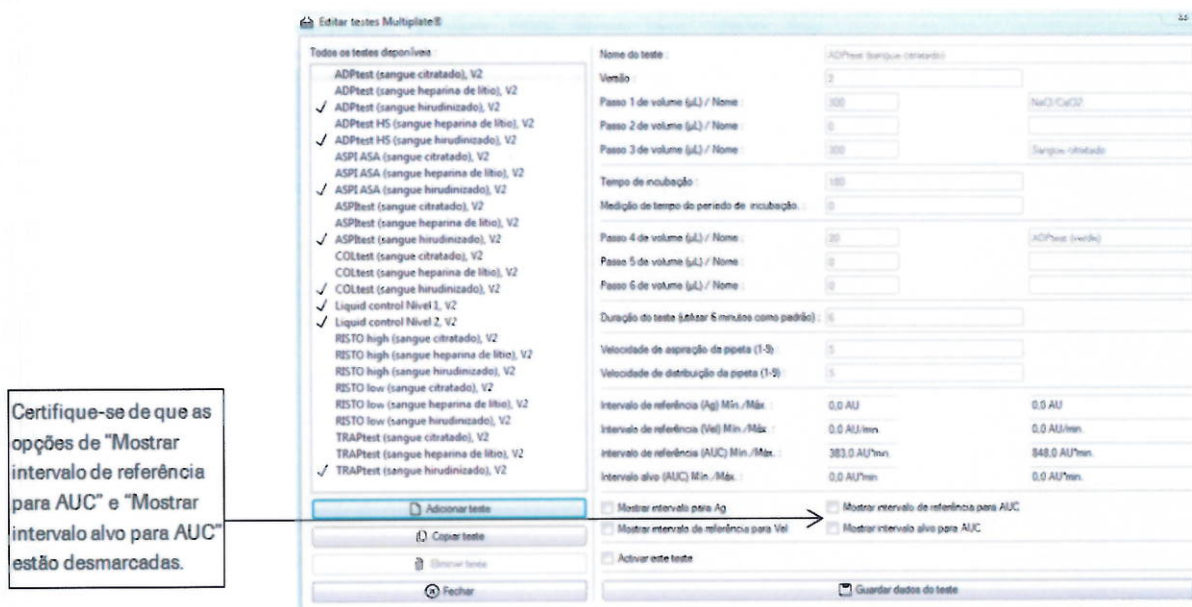 Editar testes Multiplate®
Todos os testes disponíveis :
ADPtest (sangue citratado), V2
ADPtest (sangue heparina de lítio), V2
✓ ADPtest (sangue hirudinizado), V2
ADPtest HS (sangue heparina de lítio), V2
✓ ADPtest HS (sangue hirudinizado), V2
ASPI ASA (sangue citratado), V2
ASPI ASA (sangue heparina de lítio), V2
✓ ASPI ASA (sangue hirudinizado), V2
ASPItest (sangue citratado), V2
ASPItest (sangue heparina de lítio), V2
✓ ASPItest (sangue hirudinizado), V2
COLtest (sangue citratado), V2
COLtest (sangue heparina de lítio), V2
✓ COLtest (sangue hirudinizado), V2
✓ Liquid control Nível 1, V2
✓ Liquid control Nível 2, V2
RISTO high (sangue citratado), V2
RISTO high (sangue heparina de lítio), V2
RISTO high (sangue hirudinizado), V2
RISTO low (sangue citratado), V2
RISTO low (sangue heparina de lítio), V2
RISTO low (sangue hirudinizado), V2
TRAPtest (sangue citratado), V2
TRAPtest (sangue heparina de lítio), V2
✓ TRAPtest (sangue hirudinizado), V2
Adicionar teste
Copiar teste
Eliminar teste
Fechar
Nome do teste : ADPtest (sangue citratado)
Versão : 2
Passo 1 de volume (µL) / Nome : 300 NaCl/CaCl2
Passo 2 de volume (µL) / Nome : 0
Passo 3 de volume (µL) / Nome : 300 Sangue citratado
Tempo de incubação : 180
Medição de tempo do período de incubação. : 0
Passo 4 de volume (µL) / Nome : 20 ADPtest (verde)
Passo 5 de volume (µL) / Nome : 0
Passo 6 de volume (µL) / Nome : 0
Duração do teste (utilizar 6 minutos como padrão) : 6
Velocidade de aspiração da pipeta (1-9) : 5
Velocidade de distribuição da pipeta (1-9) : 5
Intervalo de referência (Ag) Mín./Máx. : 0,0 AU 0,0 AU
Intervalo de referência (Vel) Mín./Máx. : 0,0 AU/min. 0,0 AU/min.
Intervalo de referência (AUC) Mín./Máx. : 383,0 AU*min. 848,0 AU*min.
Intervalo alvo (AUC) Mín./Máx. : 0,0 AU*min 0,0 AU*min.
Mostrar intervalo para Ag Mostrar intervalo de referência para AUC
Mostrar intervalo de referência para Vel Mostrar intervalo alvo para AUC
Activar este teste
Guardar dados do teste
Certifique-se de que as
opções de "Mostrar
intervalo de referência
para AUC" e "Mostrar
intervalo alvo para AUC"
estão desmarcadas.